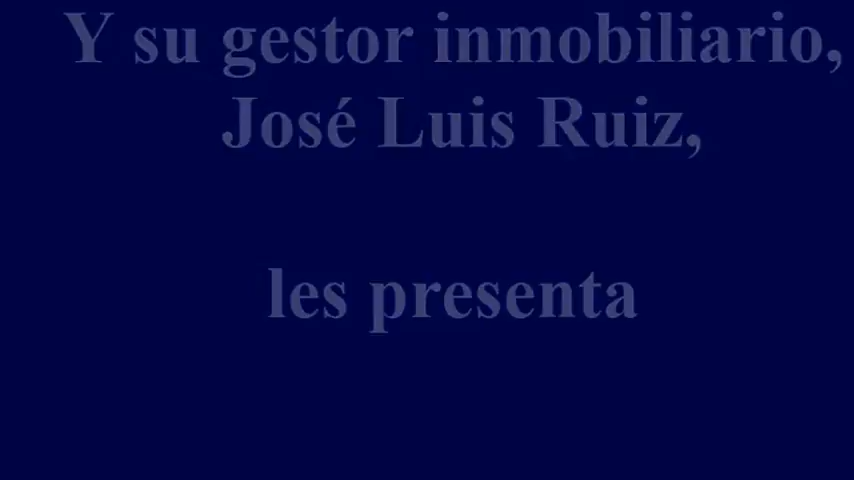 Y su gestor inmobiliario,
José Luis Ruiz,
les presenta